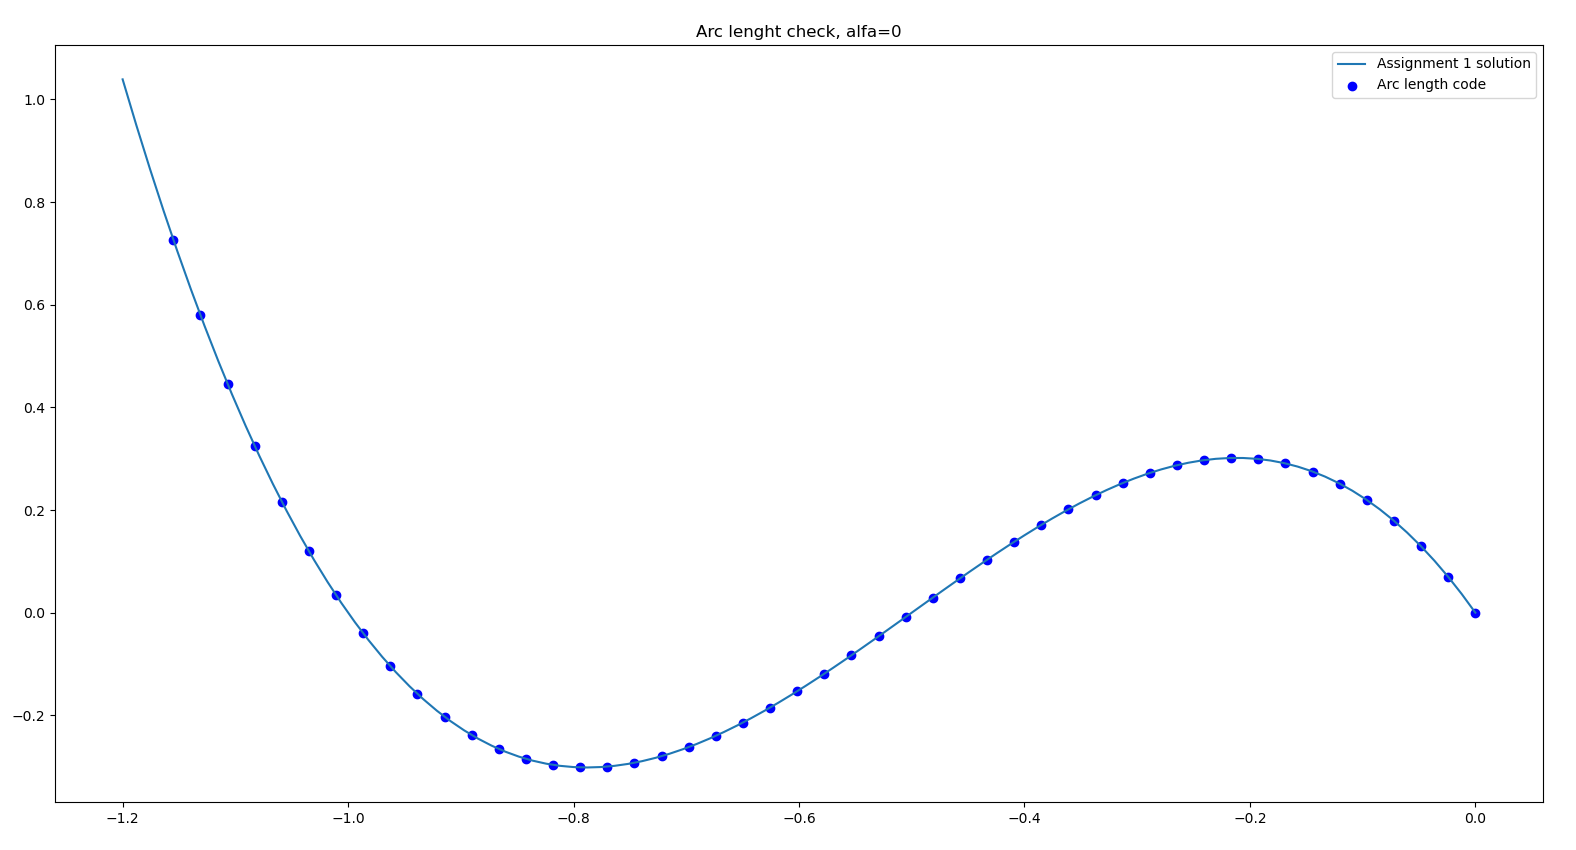 Arc lenght check, alfa=0
Assignment 1 solution
Arc length code
1.0
0.8
0.6
0.4
0.2
0.0
−0.2
−1.2 −1.0 −0.8 −0.6 −0.4 −0.2 0.0